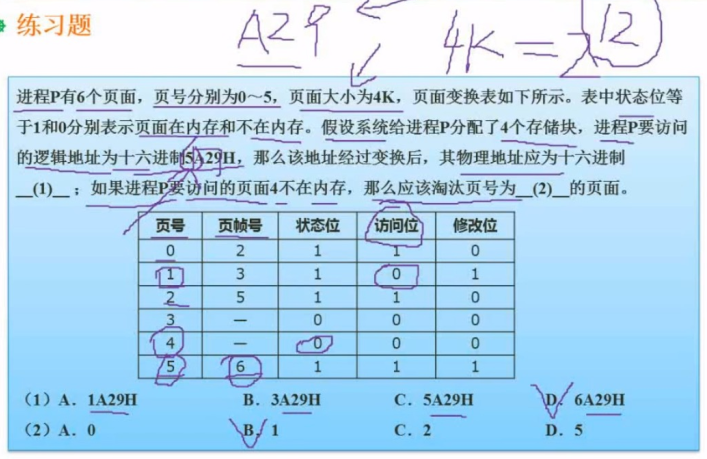 练习题
A29
4K=2 12
进程P有6个页面，页号分别为0～5，页面大小为4K，页面变换表如下所示。表中状态位等
于1和0分别表示页面在内存和不在内存。假设系统给进程P分配了4个存储块，进程P要访问
的逻辑地址为十六进制5A29H，那么该地址经过变换后，其物理地址应为十六进制
__(1)__；如果进程P要访问的页面4不在内存，那么应该淘汰页号为__(2)__的页面。
页号 页帧号 状态位 访问位 修改位
0 2 1 1 0
1 3 1 0 1
2 5 1 1 0
3 — 0 0 0
4 — 0 0 0
5 6 1 1 1
（1）A．1A29H B．3A29H C．5A29H D．6A29H
（2）A．0 B．1 C．2 D．5